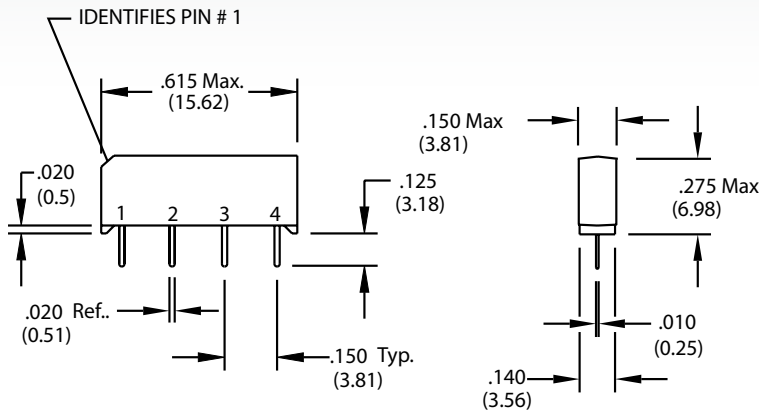 IDENTIFIES PIN # 1
.615 Max.
(15.62)
.150 Max
(3.81)
.020
(0.5)
.125
(3.18)
.275 Max
(6.98)
1 2 3 4
.020 Ref..
(0.51)
.150 Typ.
(3.81)
.010
(0.25)
.140
(3.56)